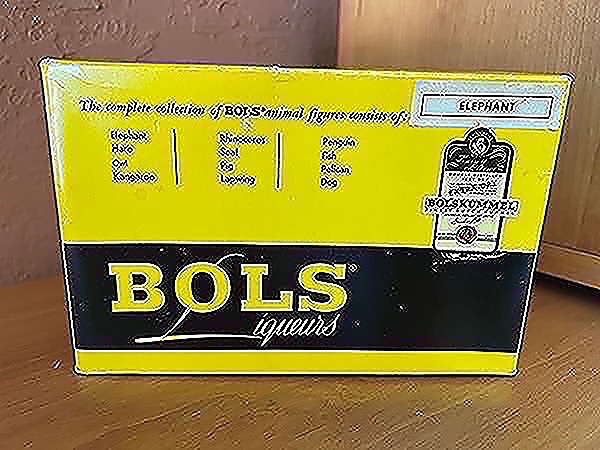 The complete collection of BOLS animal figures consists of:
ELEPHANT
Elephant
Hare
Owl
Kangaroo
Rhinoceros
Seal
Pig
Lapwing
Penguin
Fish
Pelican
Dog
BOLSKUMMEL
BOLS®
Liqueurs